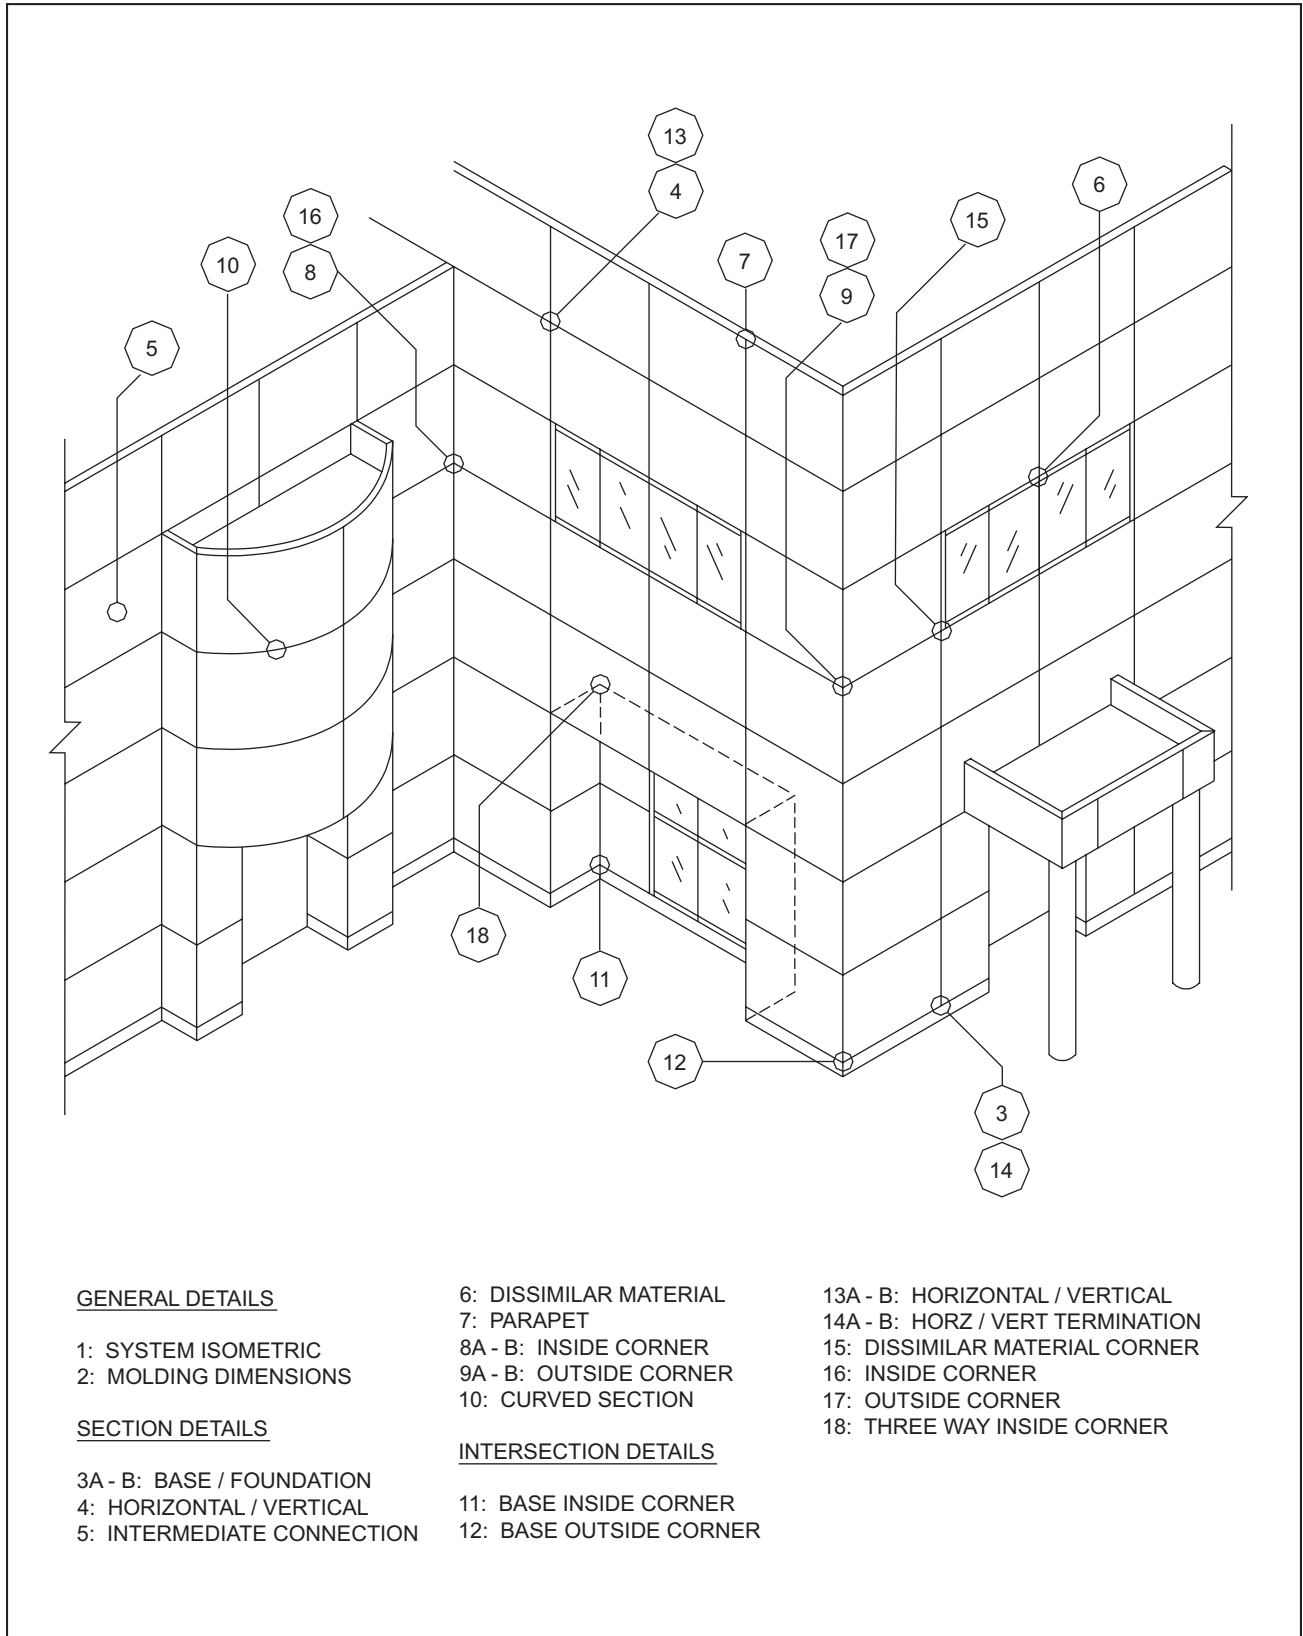 13
4
6
16
8
15
17
9
10
7
5
18
11
12
3
14
GENERAL DETAILS
1: SYSTEM ISOMETRIC
2: MOLDING DIMENSIONS
SECTION DETAILS
3A - B: BASE / FOUNDATION
4: HORIZONTAL / VERTICAL
5: INTERMEDIATE CONNECTION
6: DISSIMILAR MATERIAL
7: PARAPET
8A - B: INSIDE CORNER
9A - B: OUTSIDE CORNER
10: CURVED SECTION
INTERSECTION DETAILS
11: BASE INSIDE CORNER
12: BASE OUTSIDE CORNER
13A - B: HORIZONTAL / VERTICAL
14A - B: HORZ / VERT TERMINATION
15: DISSIMILAR MATERIAL CORNER
16: INSIDE CORNER
17: OUTSIDE CORNER
18: THREE WAY INSIDE CORNER